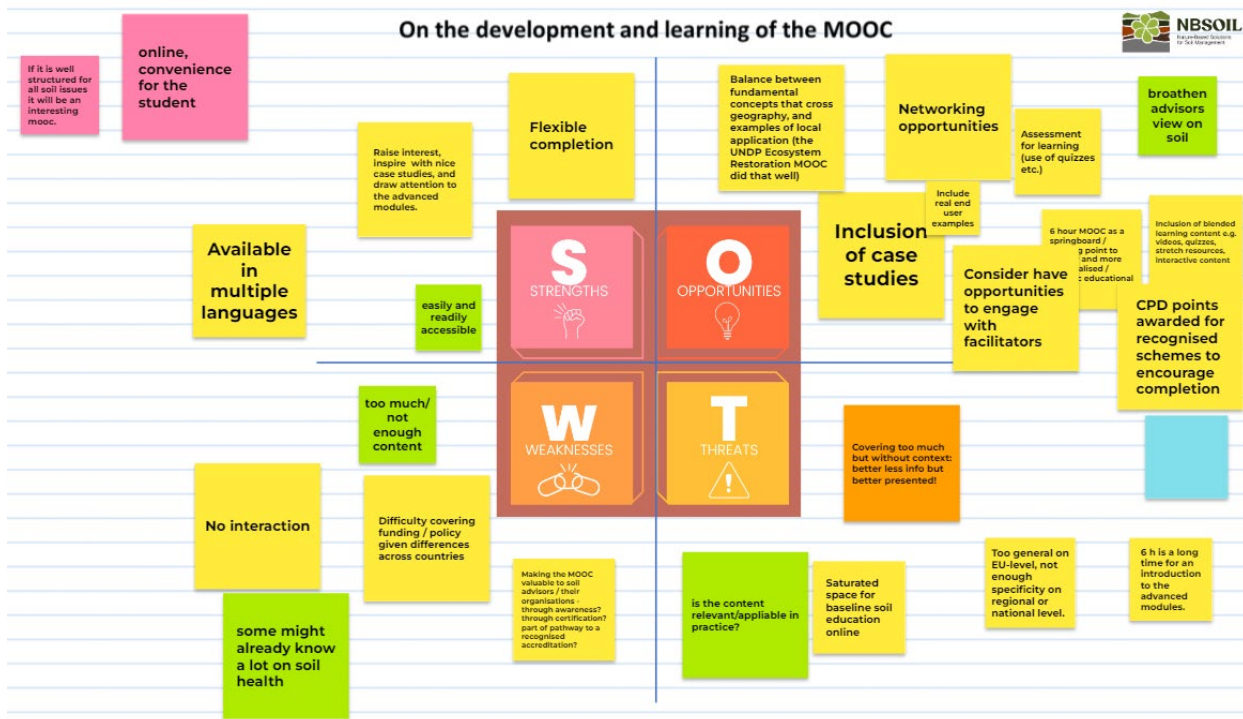 On the development and learning of the MOOC
NBSOIL
Nature-Based Solutions
for Soil Management
If it is well
structured for
all soil issues
it will be an
interesting
mooc.
online,
convenience
for the
student
Raise interest,
inspire with nice
case studies, and
draw attention to
the advanced
modules.
Flexible
completion
Available
in
multiple
languages
easily and
readily
accessible
S
STRENGTHS
Balance between
fundamental
concepts that cross
geography, and
examples of local
application (the
UNDP Ecosystem
Restoration MOOC
did that well)
Networking
opportunities
Assessment
for learning
(use of quizzes
etc.)
broathen
advisors
view on
soil
Include
real end
user
examples
Inclusion
of case
studies
6 hour MOOC as a
springboard /
point to
and more
alised /
educational
Inclusion of blended
learning content e.g.
videos, quizzes,
stretch resources,
interactive content
Consider have
opportunities
to engage
with
facilitators
CPD points
awarded for
recognised
schemes to
encourage
completion
O
OPPORTUNITIES
too much/
not
enough
content
No interaction
Difficulty covering
funding / policy
given differences
across countries
some might
already know
a lot on soil
health
Making the MOOC
valuable to soil
advisors / their
organisations -
through awareness?
through certification?
part of pathway to a
recognised
accreditation?
W
WEAKNESSES
T
THREATS
Covering too much
but without context:
better less info but
better presented!
is the content
relevant/appliable in
practice?
Saturated
space for
baseline soil
education
online
Too general on
EU-level, not
enough
specificity on
regional or
national level.
6 h is a long
time for an
introduction
to the
advanced
modules.